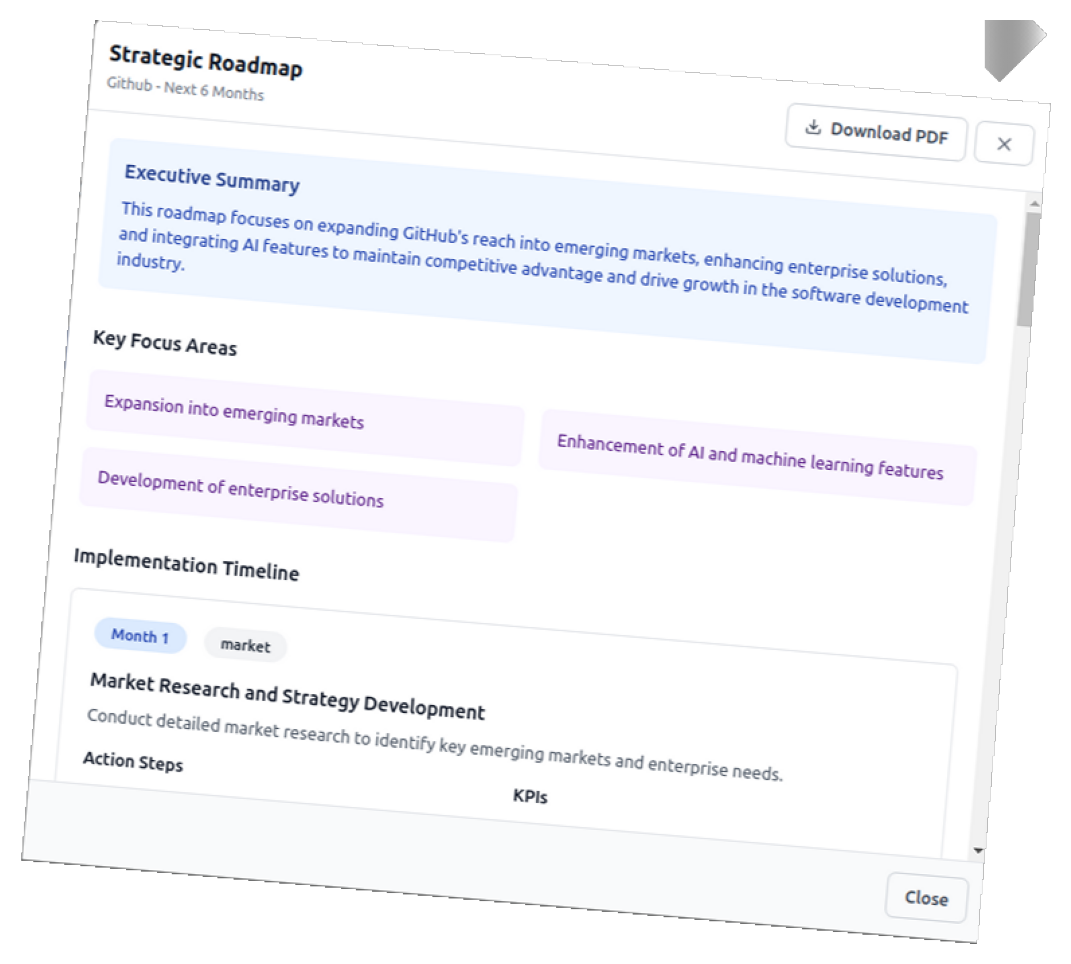 Strategic Roadmap
Github - Next 6 Months
Download PDF
Executive Summary
This roadmap focuses on expanding GitHub's reach into emerging markets, enhancing enterprise solutions,
and integrating AI features to maintain competitive advantage and drive growth in the software development
industry.
Key Focus Areas
Expansion into emerging markets
Enhancement of AI and machine learning features
Development of enterprise solutions
Implementation Timeline
Month 1
market
Market Research and Strategy Development
Conduct detailed market research to identify key emerging markets and enterprise needs.
Action Steps
KPIs
Close